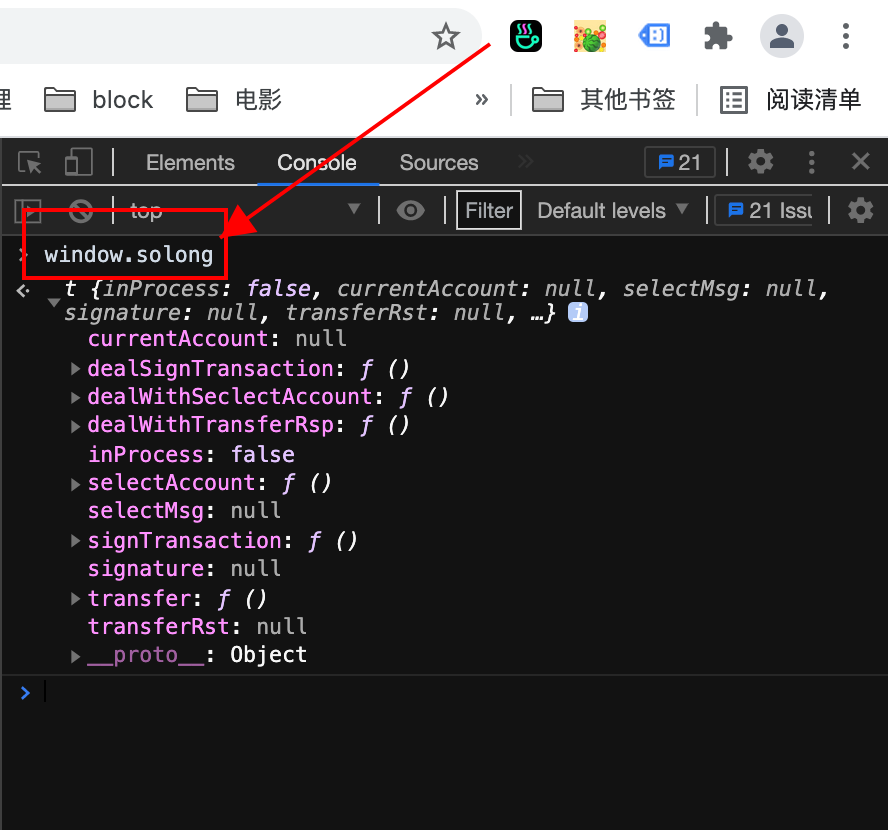 理 block 电影 » 其他书签 阅读清单
Elements Console Sources » 21
top Filter Default levels 21 Issu
> window.solong
t {inProcess: false, currentAccount: null, selectMsg: null,
signature: null, transferRst: null, …} i
currentAccount: null
dealSignTransaction: ƒ ()
dealWithSeclectAccount: ƒ ()
dealWithTransferRsp: ƒ ()
inProcess: false
selectAccount: ƒ ()
selectMsg: null
signTransaction: ƒ ()
signature: null
transfer: ƒ ()
transferRst: null
__proto__: Object
>